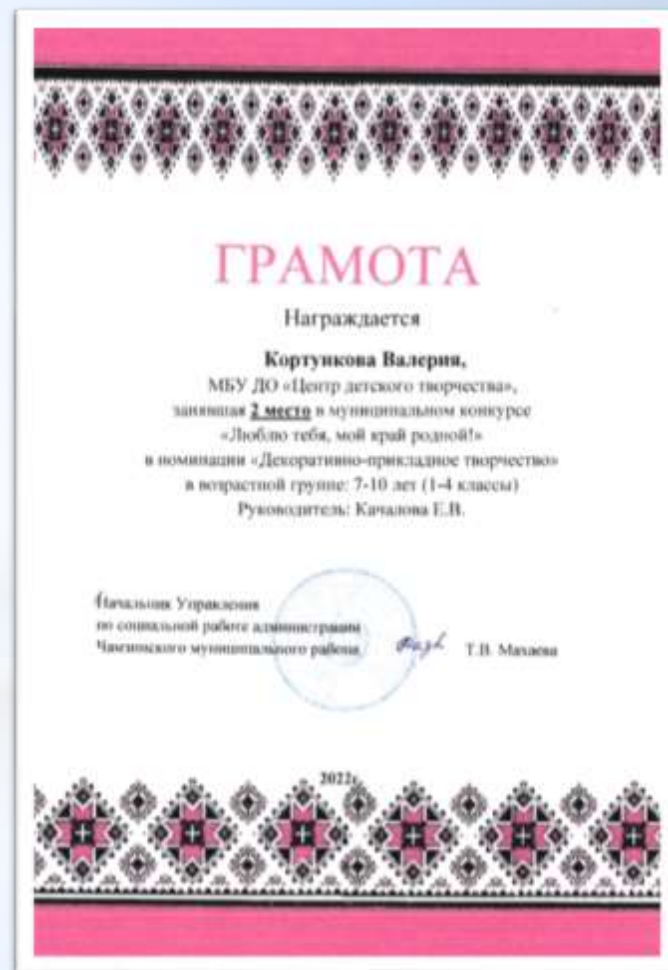 ГРАМОТА
Награждается
Кортункова Валерия,
МБУ ДО «Центр детского творчества»,
занявшая 2 место в муниципальном конкурсе
«Люблю тебя, мой край родной!»
в номинации «Декоративно-прикладное творчество»
в возрастной группе: 7-10 лет (1-4 классы)
Руководитель: Качалова Е.В.
Начальник Управления
по социальной работе администрации
Чамзинского муниципального района
Т.В. Махаева
2022г.